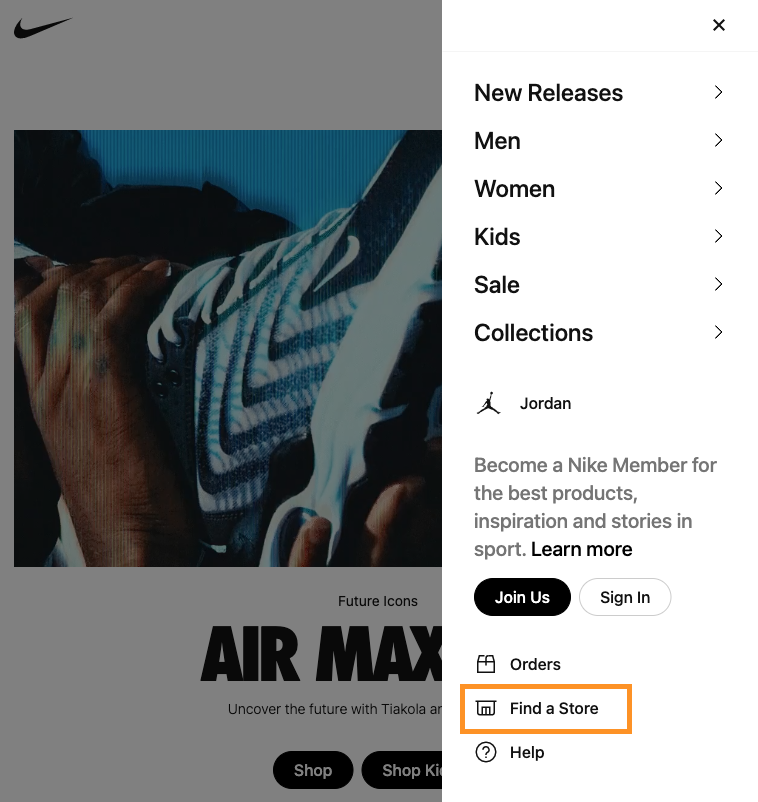 New Releases
Men
Women
Kids
Sale
Collections
Jordan
Become a Nike Member for
the best products,
inspiration and stories in
sport. Learn more
Join Us
Sign In
Orders
Find a Store
Help
Future Icons
AIR MAX
Uncover the future with Tiakola
Shop
Shop